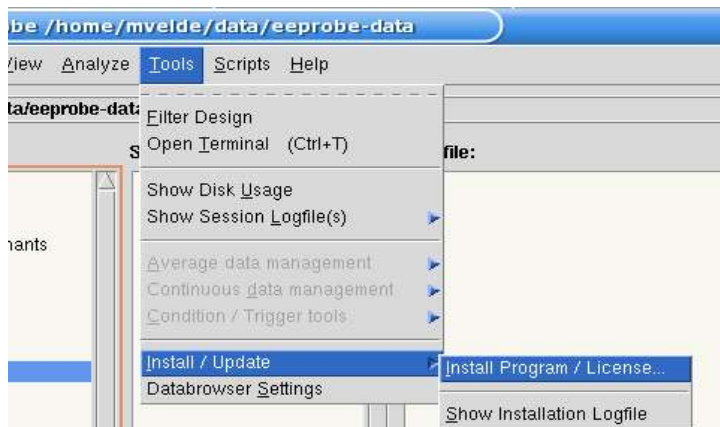 be /home/mvelde/data/eeprobe-data
View Analyze Tools Scripts Help
ta/eeprobe-data
Filter Design
Open Terminal (Ctrl+T)
S
file:
Show Disk Usage
Show Session Logfile(s)
nants
Average data management
Continuous data management
Condition / Trigger tools
Install / Update
Install Program / License...
Databrowser Settings
Show Installation Logfile